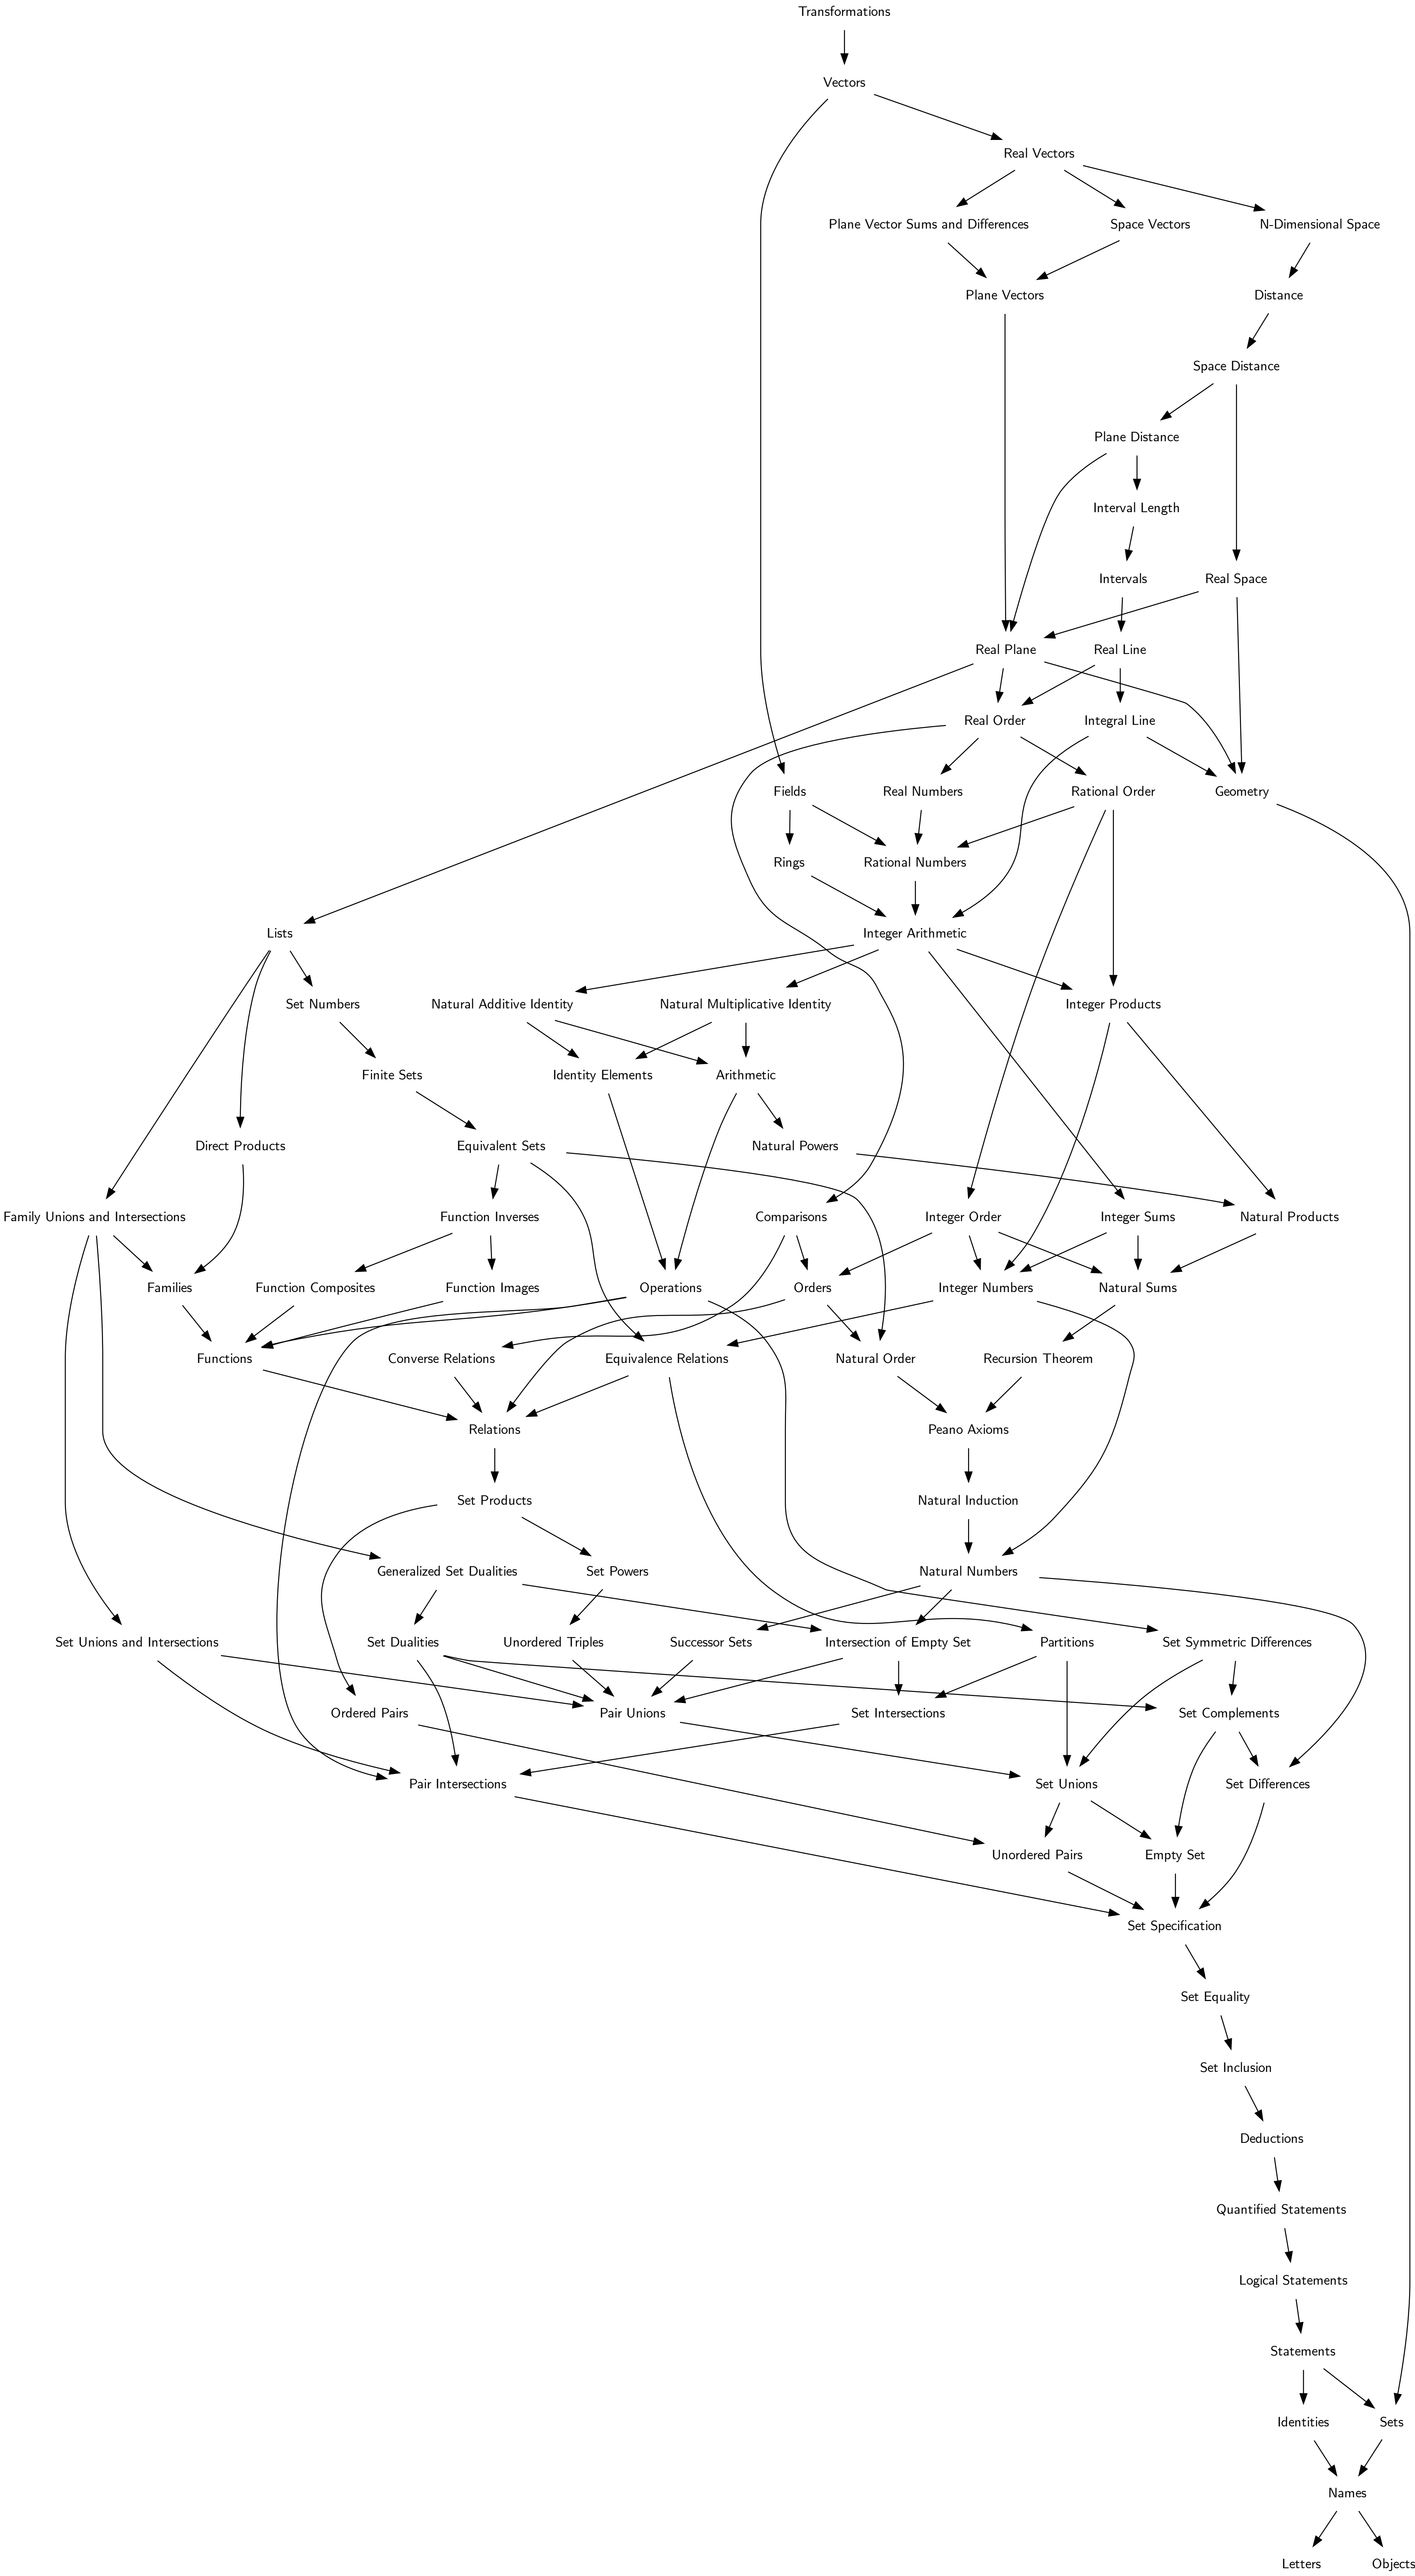 Transformations
Vectors
Real Vectors
Plane Vector Sums and Differences
Space Vectors
N-Dimensional Space
Plane Vectors
Distance
Space Distance
Plane Distance
Interval Length
Intervals
Real Space
Real Plane
Real Line
Real Order
Integral Line
Fields
Real Numbers
Rational Order
Geometry
Rings
Rational Numbers
Lists
Integer Arithmetic
Set Numbers
Natural Additive Identity
Natural Multiplicative Identity
Integer Products
Finite Sets
Identity Elements
Arithmetic
Direct Products
Equivalent Sets
Natural Powers
Family Unions and Intersections
Function Inverses
Comparisons
Integer Order
Integer Sums
Natural Products
Families
Function Composites
Function Images
Operations
Orders
Integer Numbers
Natural Sums
Functions
Converse Relations
Equivalence Relations
Natural Order
Recursion Theorem
Relations
Peano Axioms
Set Products
Natural Induction
Generalized Set Dualities
Set Powers
Natural Numbers
Set Unions and Intersections
Set Dualities
Unordered Triples
Successor Sets
Intersection of Empty Set
Partitions
Set Symmetric Differences
Ordered Pairs
Pair Unions
Set Intersections
Set Complements
Pair Intersections
Set Unions
Set Differences
Unordered Pairs
Empty Set
Set Specification
Set Equality
Set Inclusion
Deductions
Quantified Statements
Logical Statements
Statements
Identities
Sets
Names
Letters
Objects